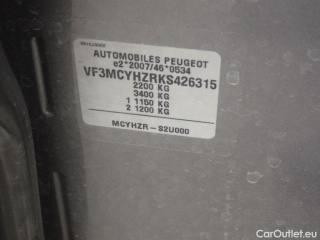 AUTOMOBILES PEUGEOT
e2*2007/46*0534
VF3MCYHZRKS426315
2200 KG
3400 KG
1 1150 KG
2 1200 KG
MCYHZR - S2U000
CarOutlet.eu